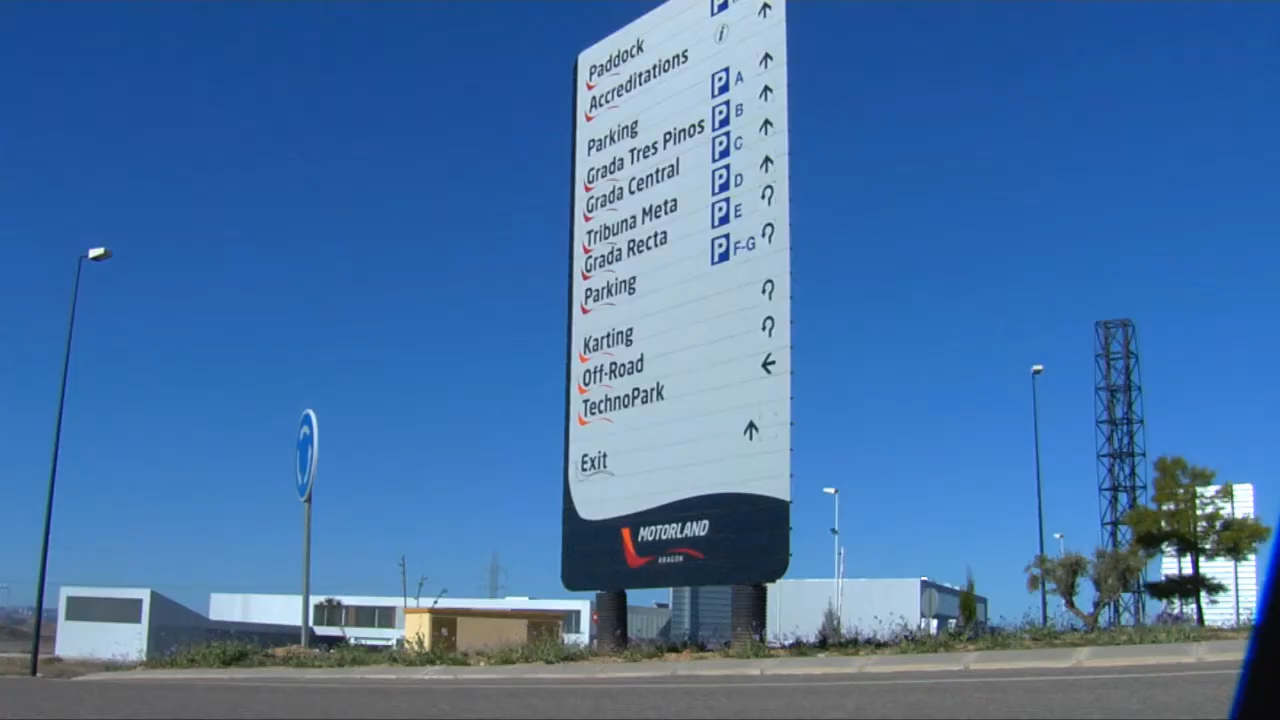 P
Paddock i
Accreditations
Parking P A
Grada Tres Pinos P B
Grada Central P C
Tribuna Meta P D
Grada Recta P E
Parking P F-G
Karting
Off-Road
TechnoPark
Exit
MOTORLAND
ARAGÓN